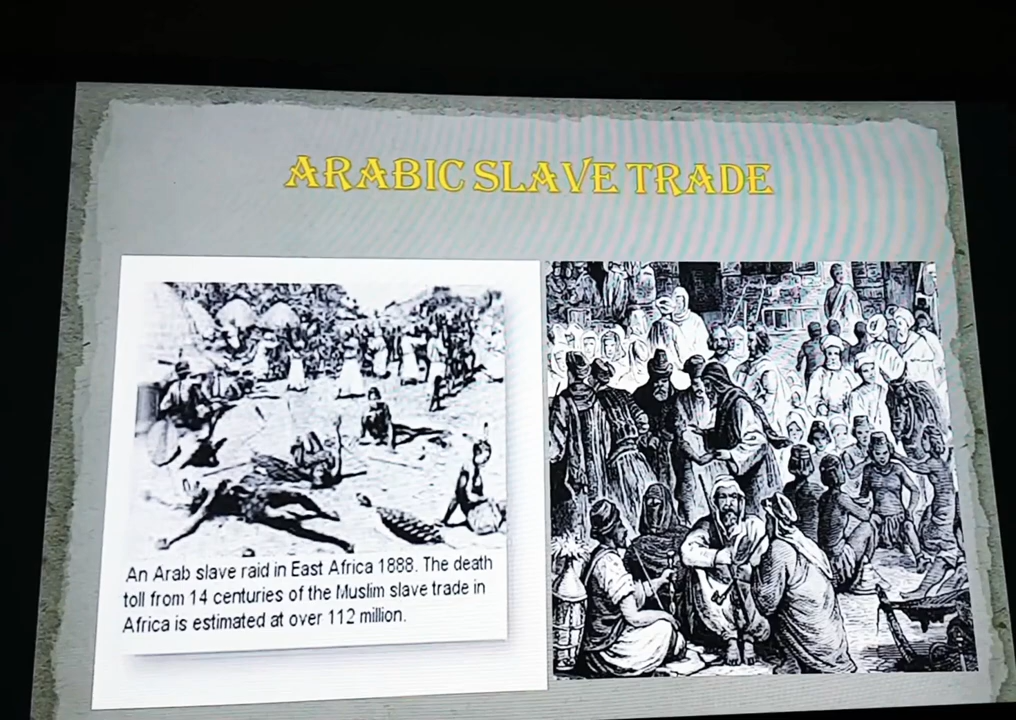 ARABIC SLAVE TRADE
An Arab slave raid in East Africa 1888. The death
toll from 14 centuries of the Muslim slave trade in
Africa is estimated at over 112 million.